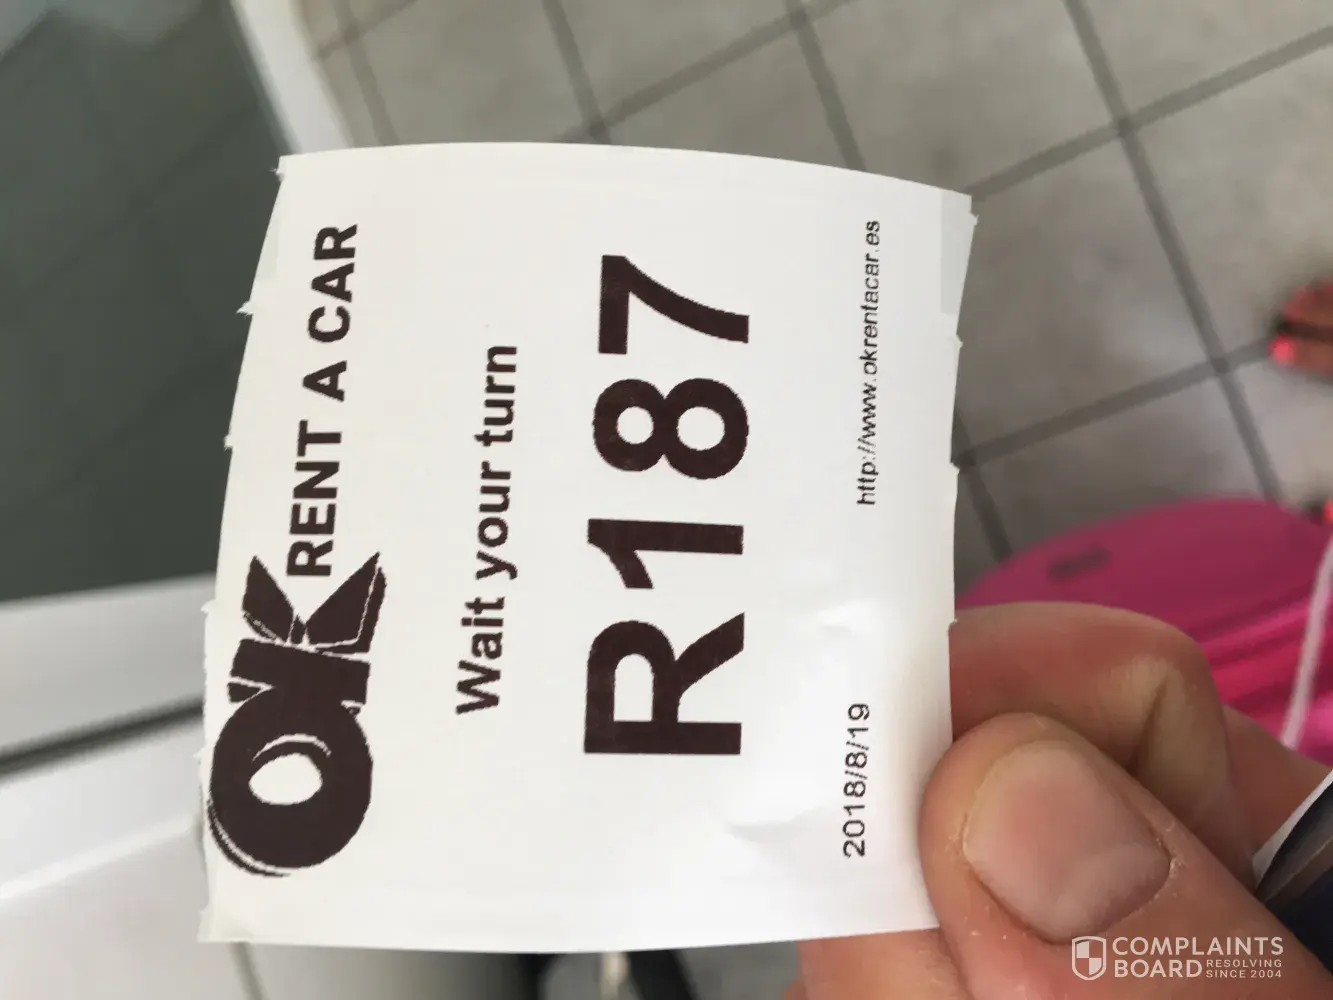 OK RENT A CAR
Wait your turn
R187
2018/8/19 http://www.okrentacar.es
COMPLAINTS
BOARD RESOLVING
SINCE 2004